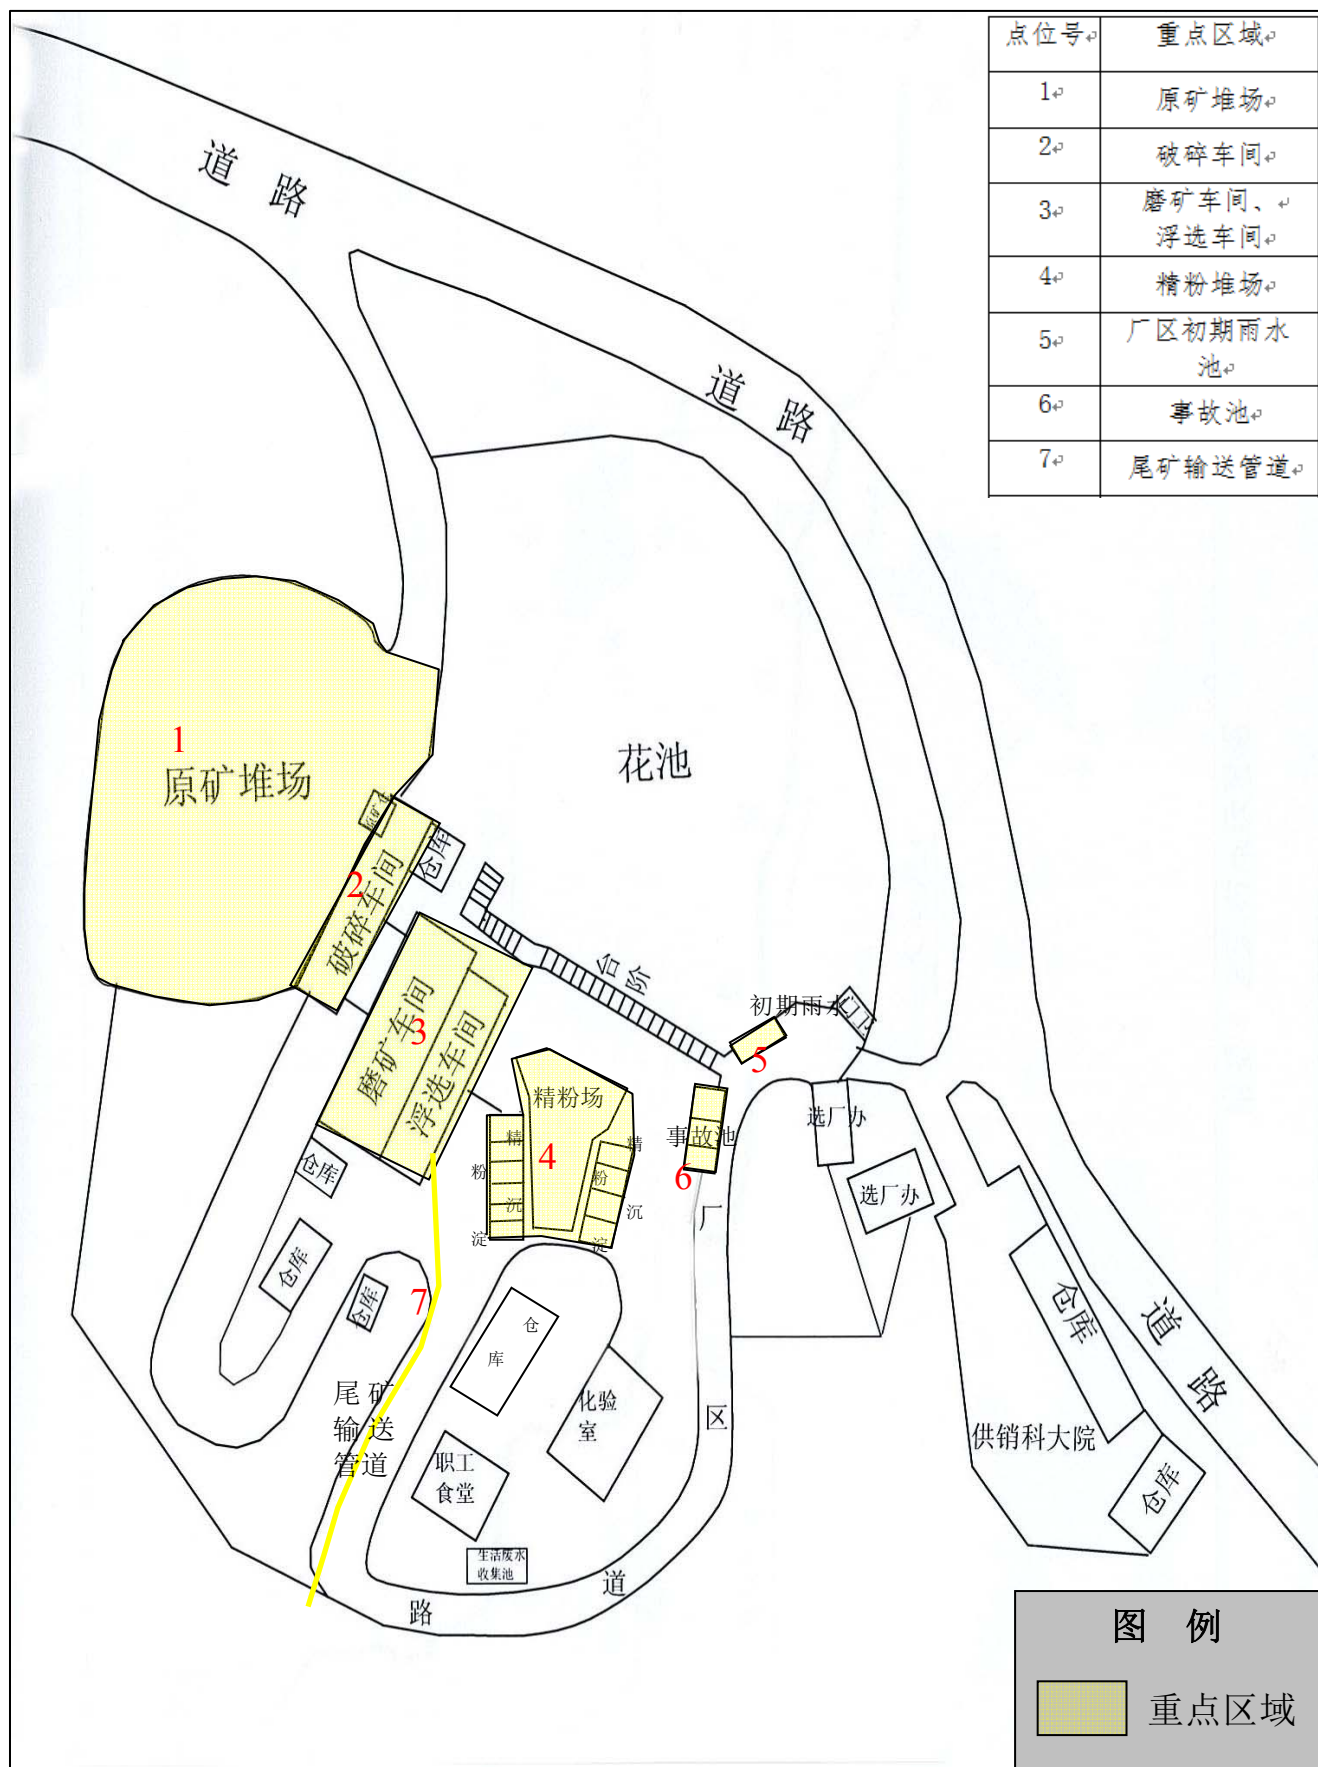 点位号 重点区域
1 原矿堆场
2 破碎车间
3 磨矿车间、
浮选车间
4 精粉堆场
5 厂区初期雨水
池
6 事故池
7 尾矿输送管道
道路
道路
1
原矿堆场
花池
2
破碎车间
仓库
台阶
3
磨矿车间
浮选车间
初期雨水
门卫
5
精粉场
4
精粉沉淀
精粉沉淀
事故池
6
选厂办
选厂办
仓库
仓库
仓库
7
尾矿
输送
管道
仓库
化验
室
职工
食堂
生活废水
收集池
厂区道路
仓库
供销科大院
仓库
道路
图例
重点区域